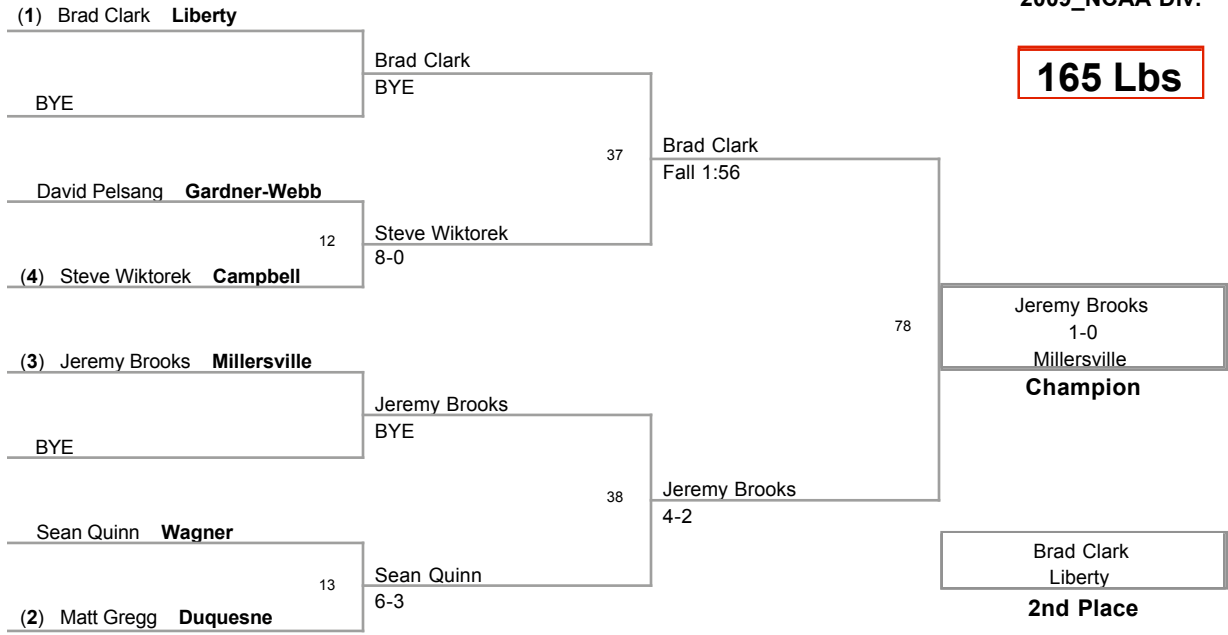 2009_NCAA Div.
165 Lbs
(1) Brad Clark Liberty
BYE
Brad Clark
BYE
David Pelsang Gardner-Webb
12
(4) Steve Wiktorek Campbell
Steve Wiktorek
8-0
37
Brad Clark
Fall 1:56
(3) Jeremy Brooks Millersville
BYE
Jeremy Brooks
BYE
Sean Quinn Wagner
13
(2) Matt Gregg Duquesne
Sean Quinn
6-3
38
Jeremy Brooks
4-2
78
Jeremy Brooks
1-0
Millersville
Champion
Brad Clark
Liberty
2nd Place